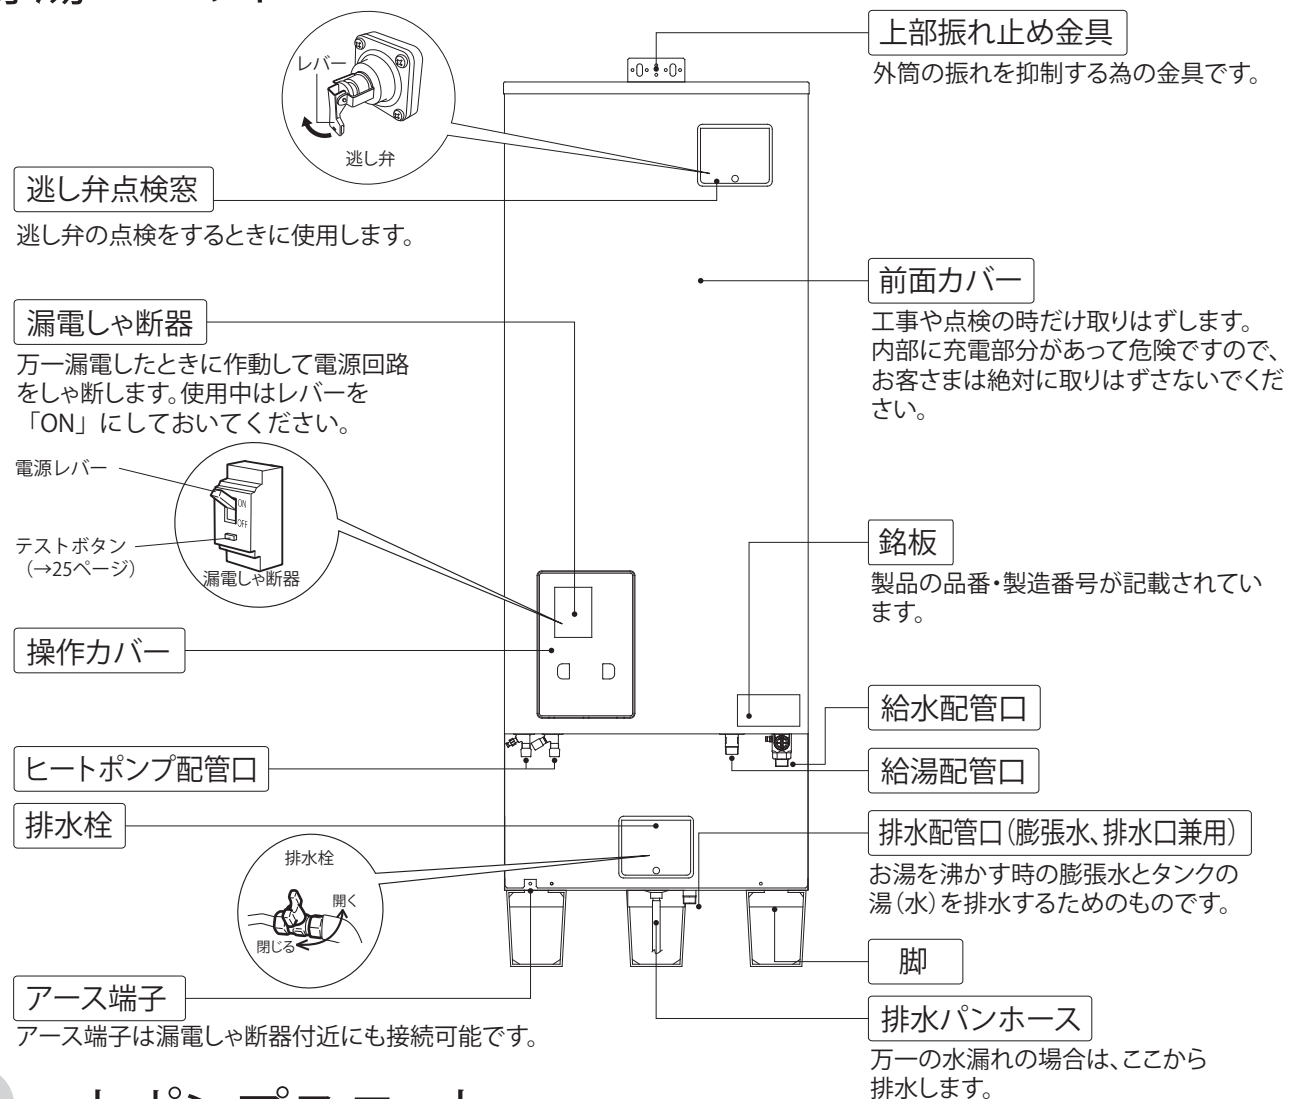 上部振れ止め金具
外筒の振れを抑制する為の金具です。
レバー
逃し弁
逃し弁点検窓
逃し弁の点検をするときに使用します。
前面カバー
工事や点検の時だけ取りはずします。
内部に充電部分があって危険ですので、
お客さまは絶対に取りはずさないでくだ
さい。
漏電しゃ断器
万一漏電したときに作動して電源回路
をしゃ断します。使用中はレバーを
「ON」にしておいてください。
電源レバー
ON
OFF
テストボタン
(→25ページ)
漏電しゃ断器
銘板
製品の品番・製造番号が記載されてい
ます。
操作カバー
給水配管口
ヒートポンプ配管口
給湯配管口
排水栓
排水配管口(膨張水、排水口兼用)
お湯を沸かす時の膨張水とタンクの
湯(水)を排水するためのものです。
排水栓
開く
閉じる
脚
アース端子
アース端子は漏電しゃ断器付近にも接続可能です。
排水パンホース
万一の水漏れの場合は、ここから
排水します。